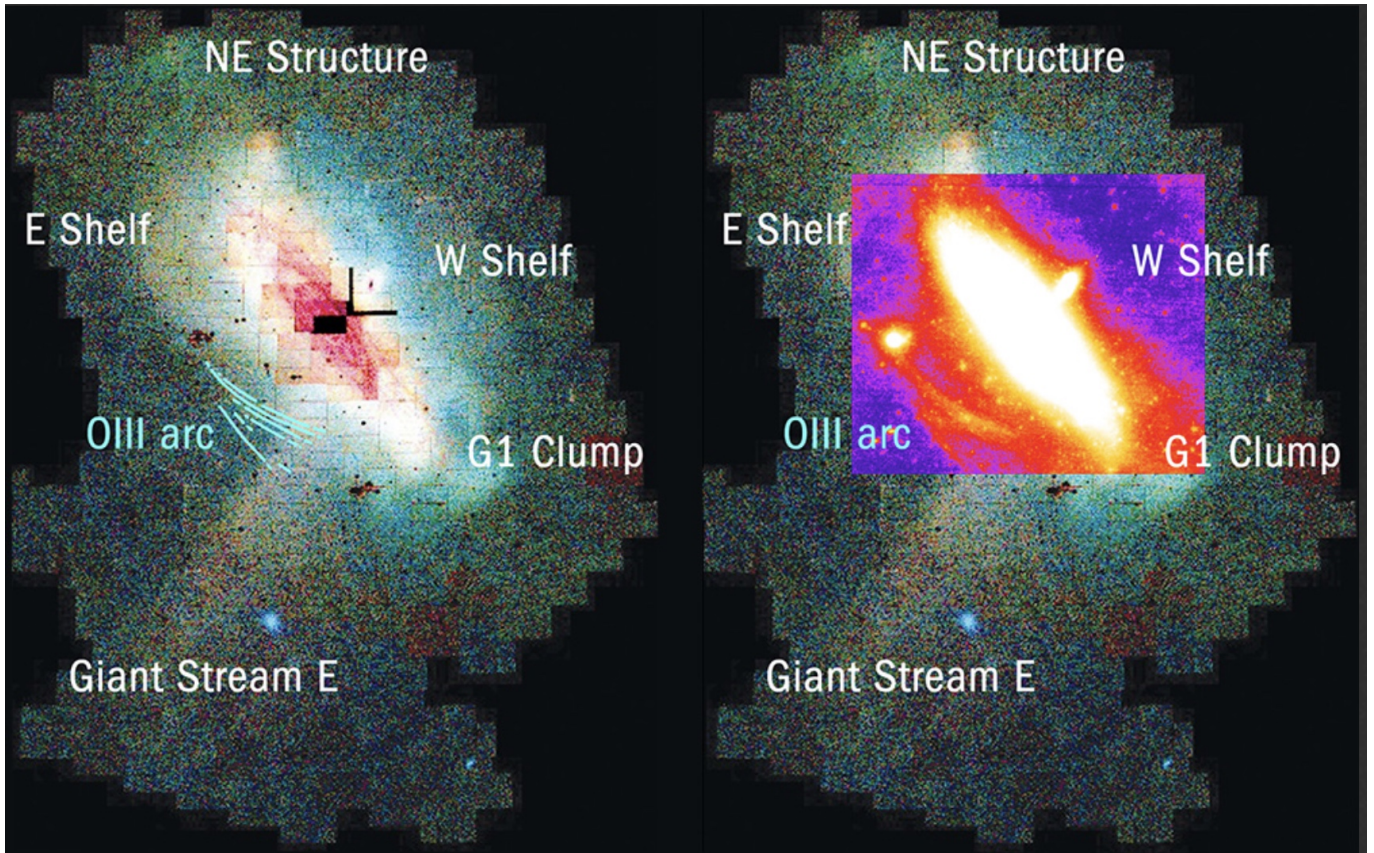 NE Structure
E Shelf
W Shelf
OIII arc
G1 Clump
Giant Stream E
NE Structure
E Shelf
W Shelf
OIII arc
G1 Clump
Giant Stream E